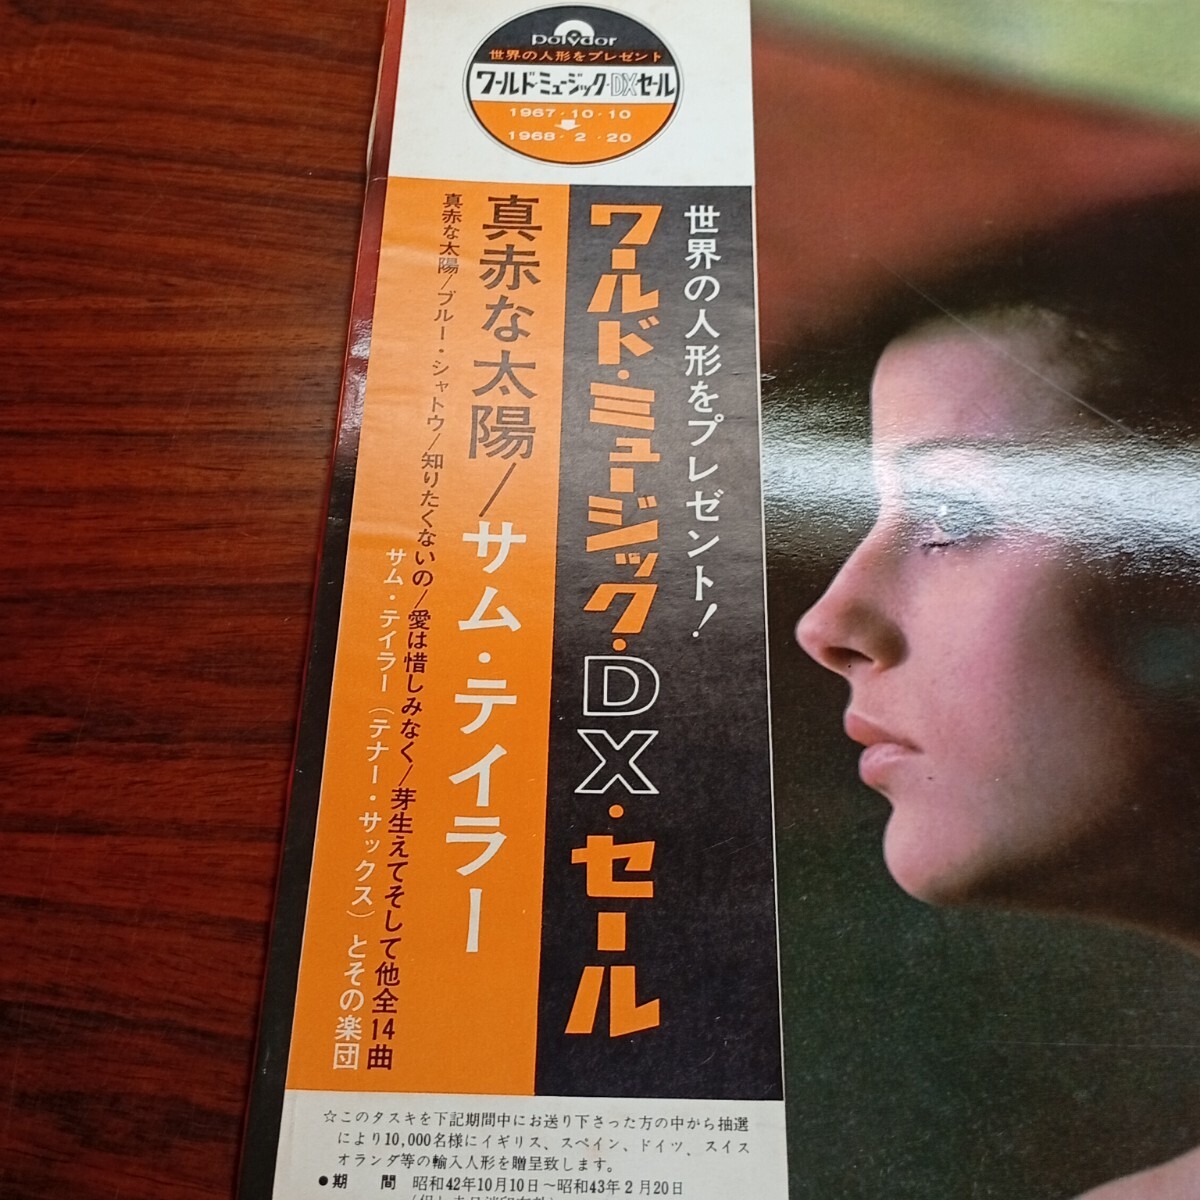 polydor
世界の人形をプレゼント
ワールド・ミュージック・DXセール
1967・10・10
1968・2・20
世界の人形をプレゼント!
ワールド・ミュージック・DX・セール
真赤な太陽/サム・テイラー
真赤な太陽/ブルー・シャトウ/知りたくないの/愛は惜しみなく/芽生えてそして他全14曲
サム・テイラー(テナー・サックス)とその楽団
☆このタスキを下記期間中にお送り下さった方の中から抽選
により10,000名様にイギリス、スペイン、ドイツ、スイス
オランダ等の輸入人形を贈呈致します。
●期 間 昭和42年10月10日〜昭和43年2月20日